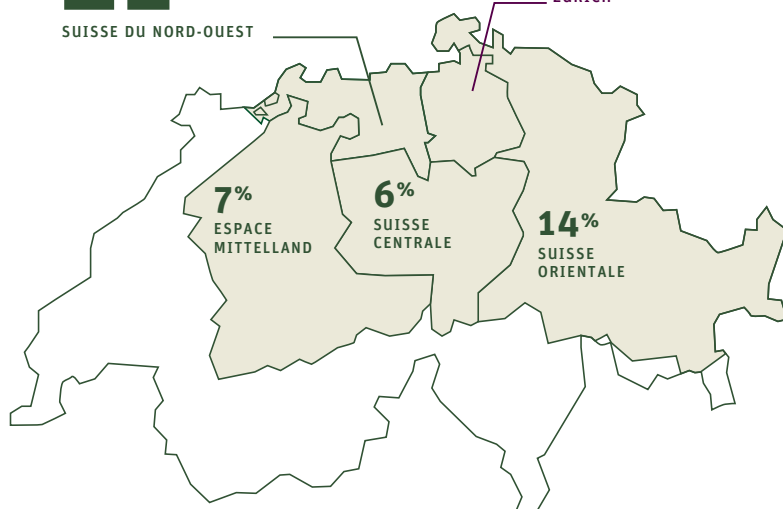 SUISSE DU NORD-OUEST
7%
ESPACE
MITTELLAND
6%
SUISSE
CENTRALE
14%
SUISSE
ORIENTALE